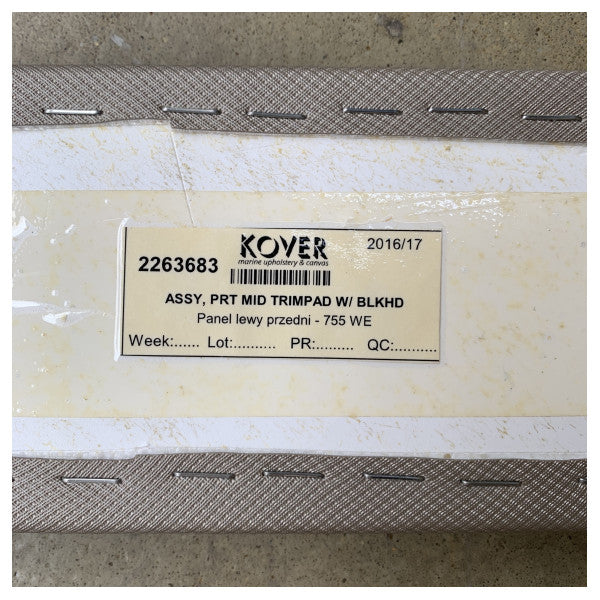 KOVER
2016/17
2263683
marine upholstery & canvas
ASSY, PRT MID TRIMPAD W/ BLKHD
Panel lewy przedni - 755 WE
Week:...... Lot:.......... PR:......... QC:..........